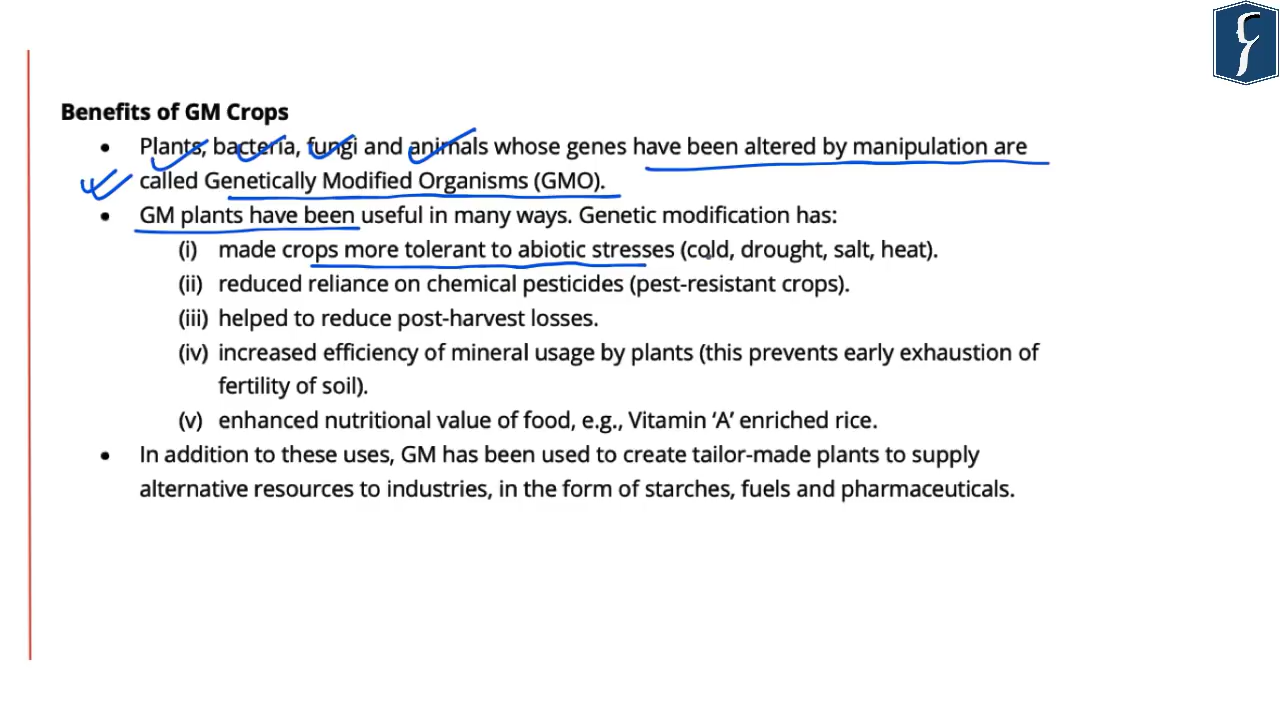 Benefits of GM Crops
• Plants, bacteria, fungi and animals whose genes have been altered by manipulation are
called Genetically Modified Organisms (GMO).
• GM plants have been useful in many ways. Genetic modification has:
(i) made crops more tolerant to abiotic stresses (cold, drought, salt, heat).
(ii) reduced reliance on chemical pesticides (pest-resistant crops).
(iii) helped to reduce post-harvest losses.
(iv) increased efficiency of mineral usage by plants (this prevents early exhaustion of
fertility of soil).
(v) enhanced nutritional value of food, e.g., Vitamin ‘A’ enriched rice.
• In addition to these uses, GM has been used to create tailor-made plants to supply
alternative resources to industries, in the form of starches, fuels and pharmaceuticals.